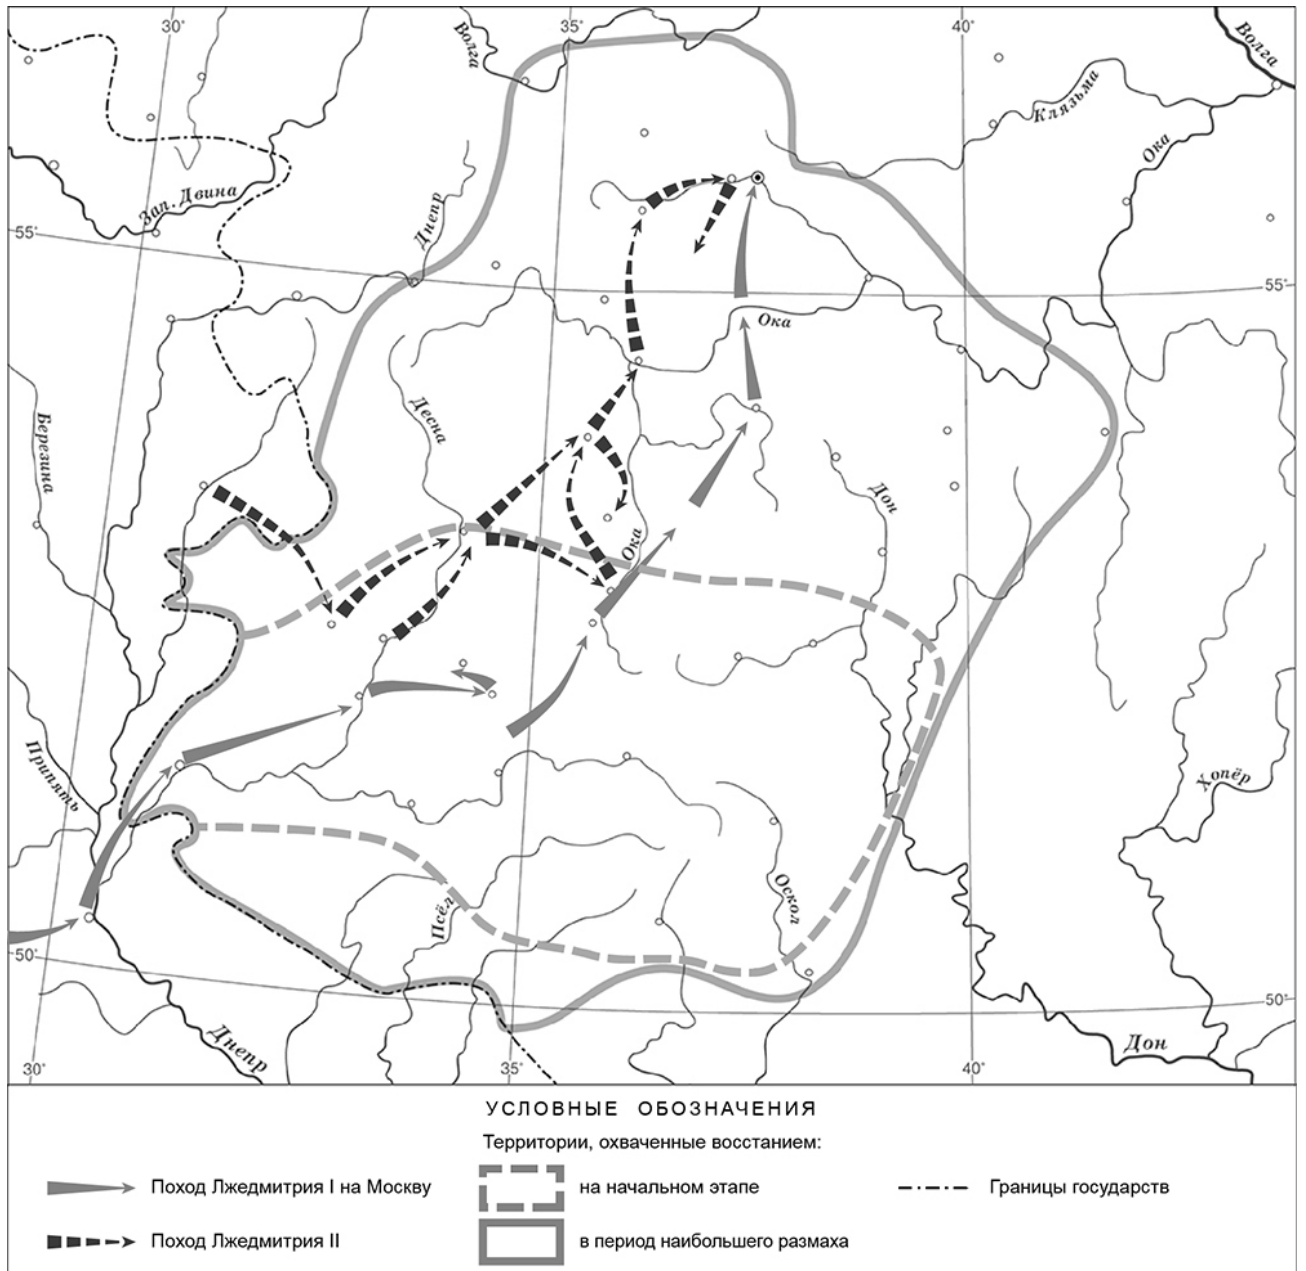 30°
35°
40°
Волга
Волга
Клязьма
Ока
Зап. Двина
Днепр
55°
55°
Ока
Березина
Десна
Дон
Ока
Припять
Хопёр
Псёл
Оскол
50°
50°
Днепр
Дон
30°
35°
40°
УСЛОВНЫЕ ОБОЗНАЧЕНИЯ
Территории, охваченные восстанием:
Поход Лжедмитрия I на Москву
на начальном этапе
Границы государств
Поход Лжедмитрия II
в период наибольшего размаха